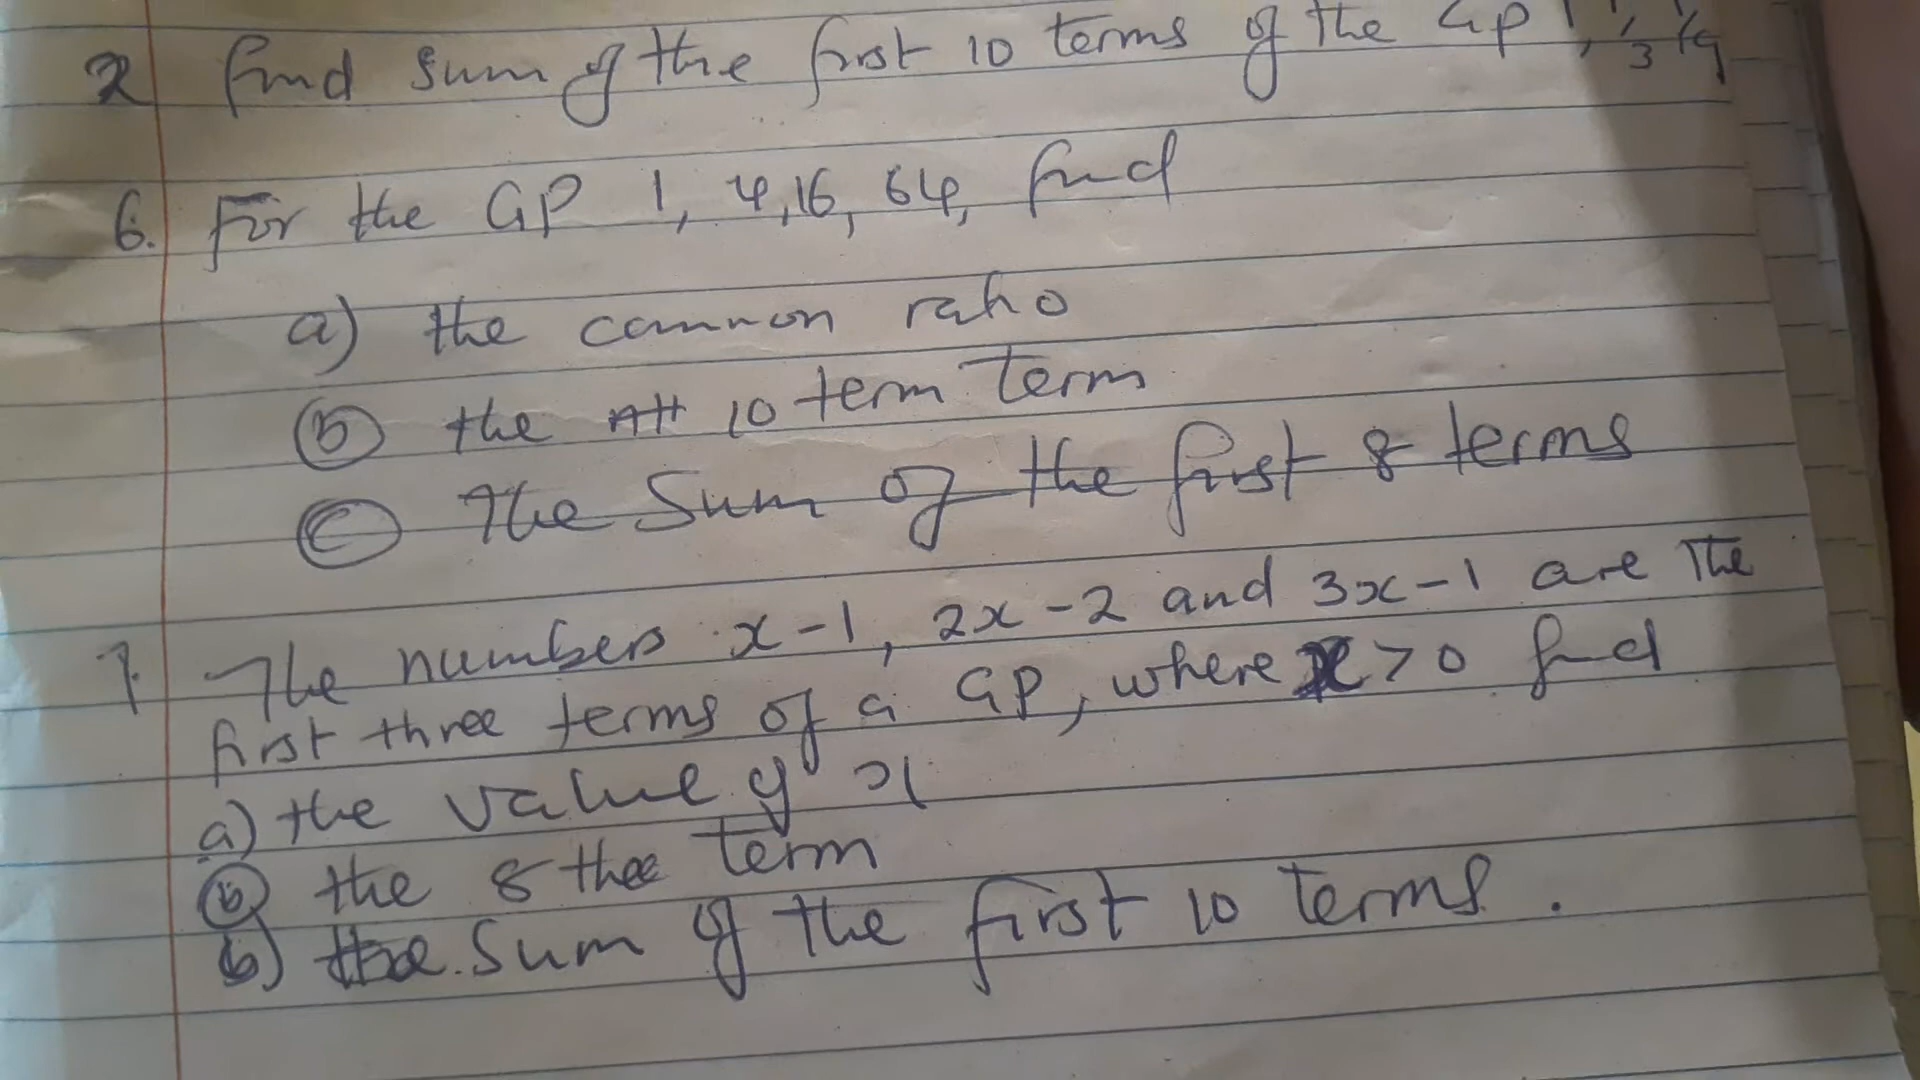 2 find sum of the first 10 terms of the GP 1, 1/3 1/9
6. For the GP 1, 4, 16, 64, find
a) the common ratio
(b) the 10 term term
(c) The Sum of the first 8 terms
7. The numbers x-1, 2x-2 and 3x-1 are the
first three terms of a GP, where x>0 find
a) the value of x
(b) the 8 the term
b) the sum of the first 10 terms.